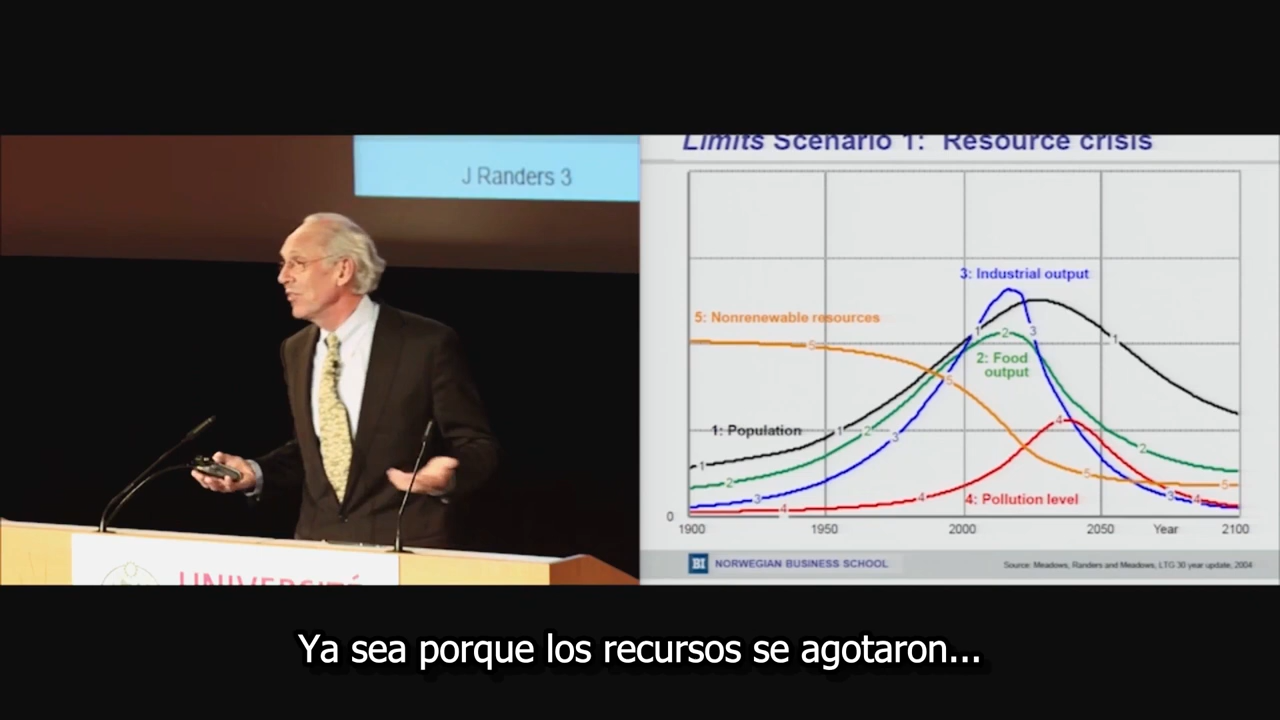 J Randers 3
UNIVERSITÉ
Limits Scenario 1: Resource crisis
3: Industrial output
5: Nonrenewable resources
2: Food
output
1: Population
4: Pollution level
0
1900 1950 2000 2050 Year 2100
BI NORWEGIAN BUSINESS SCHOOL
Source: Meadows, Randers and Meadows, LTG 30 year update, 2004
Ya sea porque los recursos se agotaron...